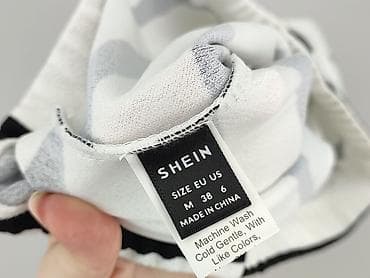 SHEIN
SIZE EU US
M 38 6
MADE IN CHINA
Machine Wash
Cold Gentle, With
Like Colors,